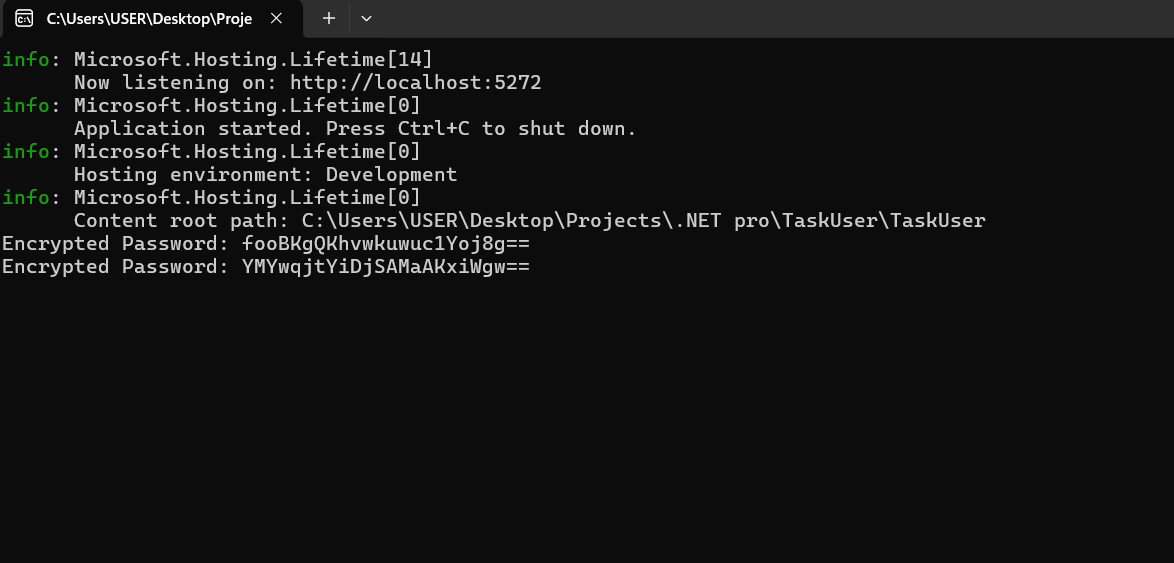 C:\Users\USER\Desktop\Proje
info: Microsoft.Hosting.Lifetime[14]
Now listening on: http://localhost:5272
info: Microsoft.Hosting.Lifetime[0]
Application started. Press Ctrl+C to shut down.
info: Microsoft.Hosting.Lifetime[0]
Hosting environment: Development
info: Microsoft.Hosting.Lifetime[0]
Content root path: C:\Users\USER\Desktop\Projects\.NET pro\TaskUser\TaskUser
Encrypted Password: fooBKgQKhvwkuwuc1Yoj8g==
Encrypted Password: YMYwqjtYiDjSAMaAKxiWgw==